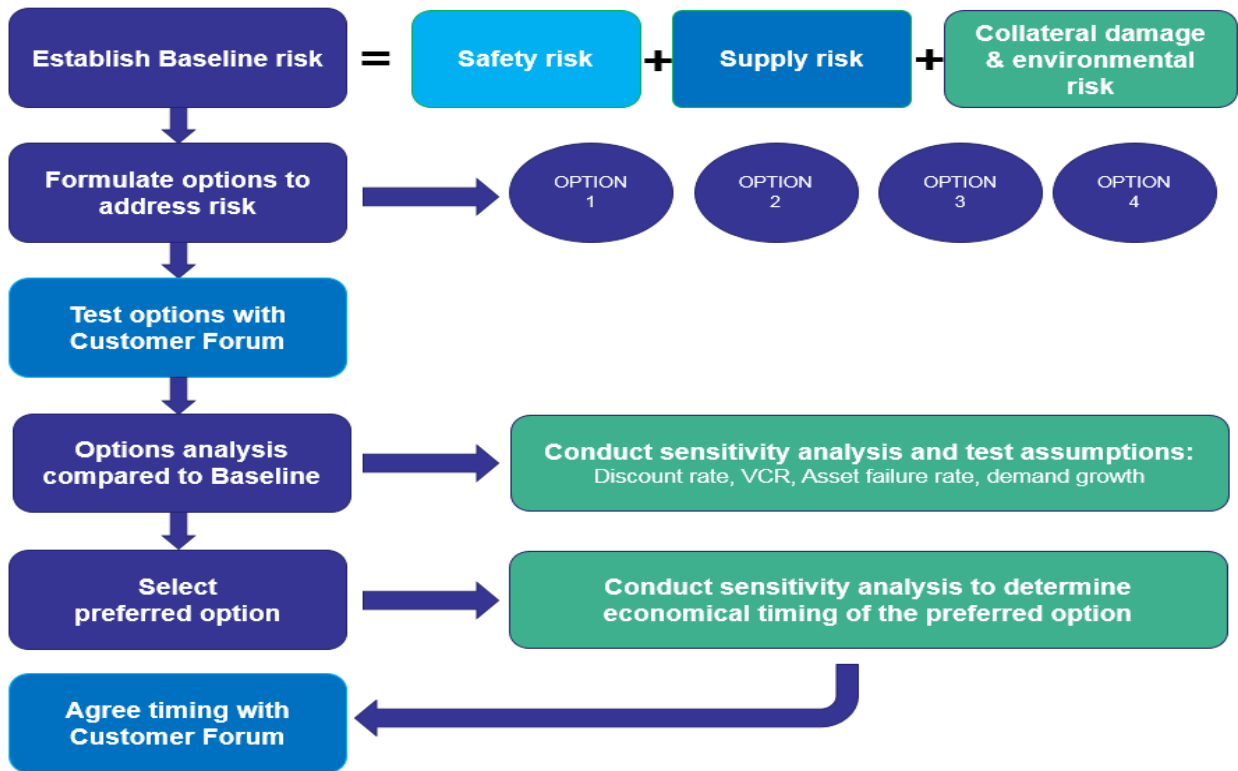 Establish Baseline risk
=
Safety risk
+
Supply risk
+
Collateral damage
& environmental
risk
Formulate options to
address risk
OPTION
1
OPTION
2
OPTION
3
OPTION
4
Test options with
Customer Forum
Options analysis
compared to Baseline
Conduct sensitivity analysis and test assumptions:
Discount rate, VCR, Asset failure rate, demand growth
Select
preferred option
Conduct sensitivity analysis to determine
economical timing of the preferred option
Agree timing with
Customer Forum